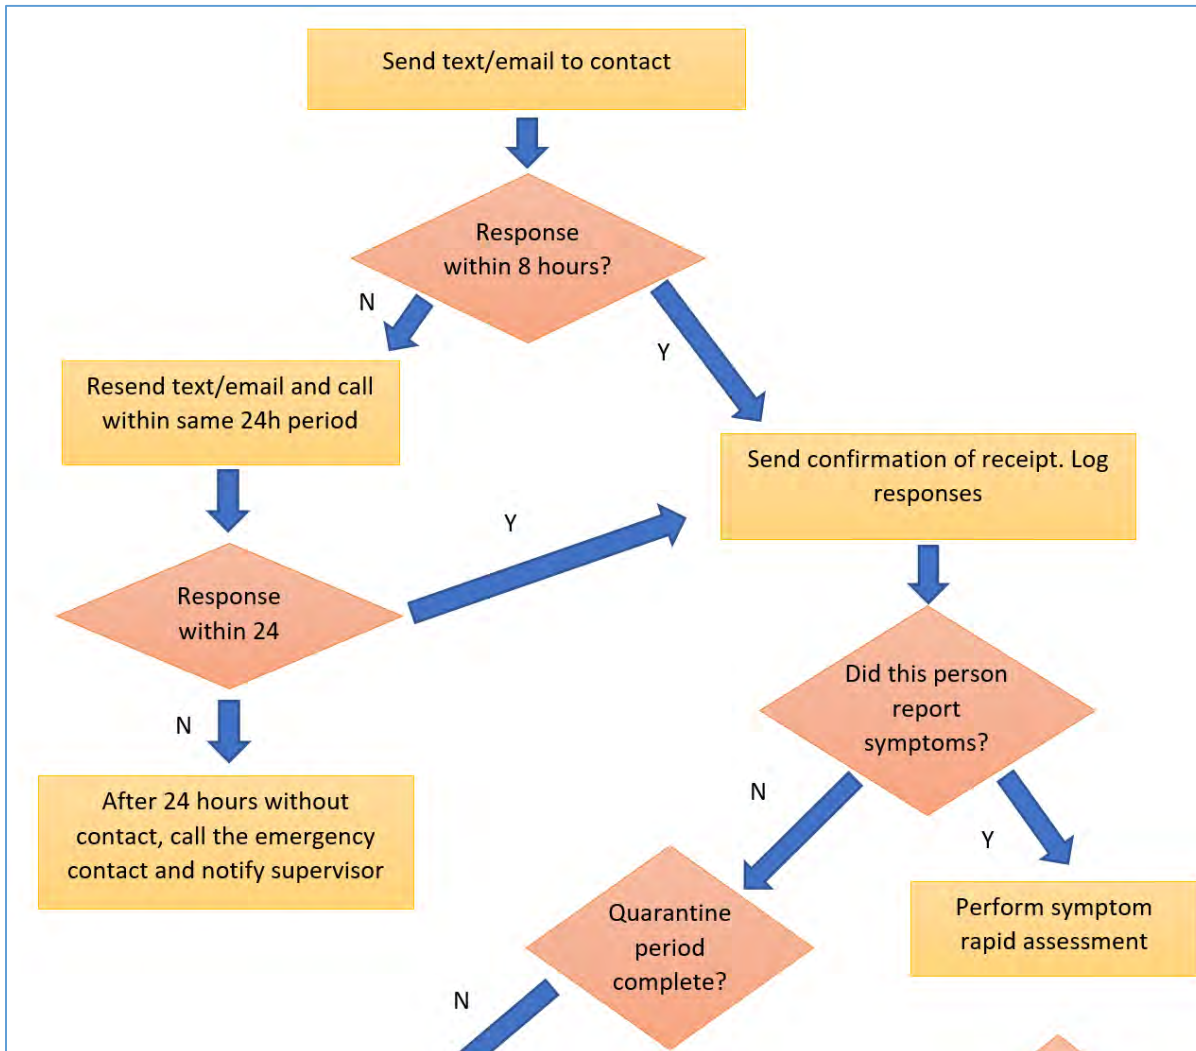 Send text/email to contact
Response
within 8 hours?
N
Y
Resend text/email and call
within same 24h period
Send confirmation of receipt. Log
responses
Y
Response
within 24
Did this person
report
symptoms?
N
After 24 hours without
contact, call the emergency
contact and notify supervisor
N
Y
Quarantine
period
complete?
Perform symptom
rapid assessment
N